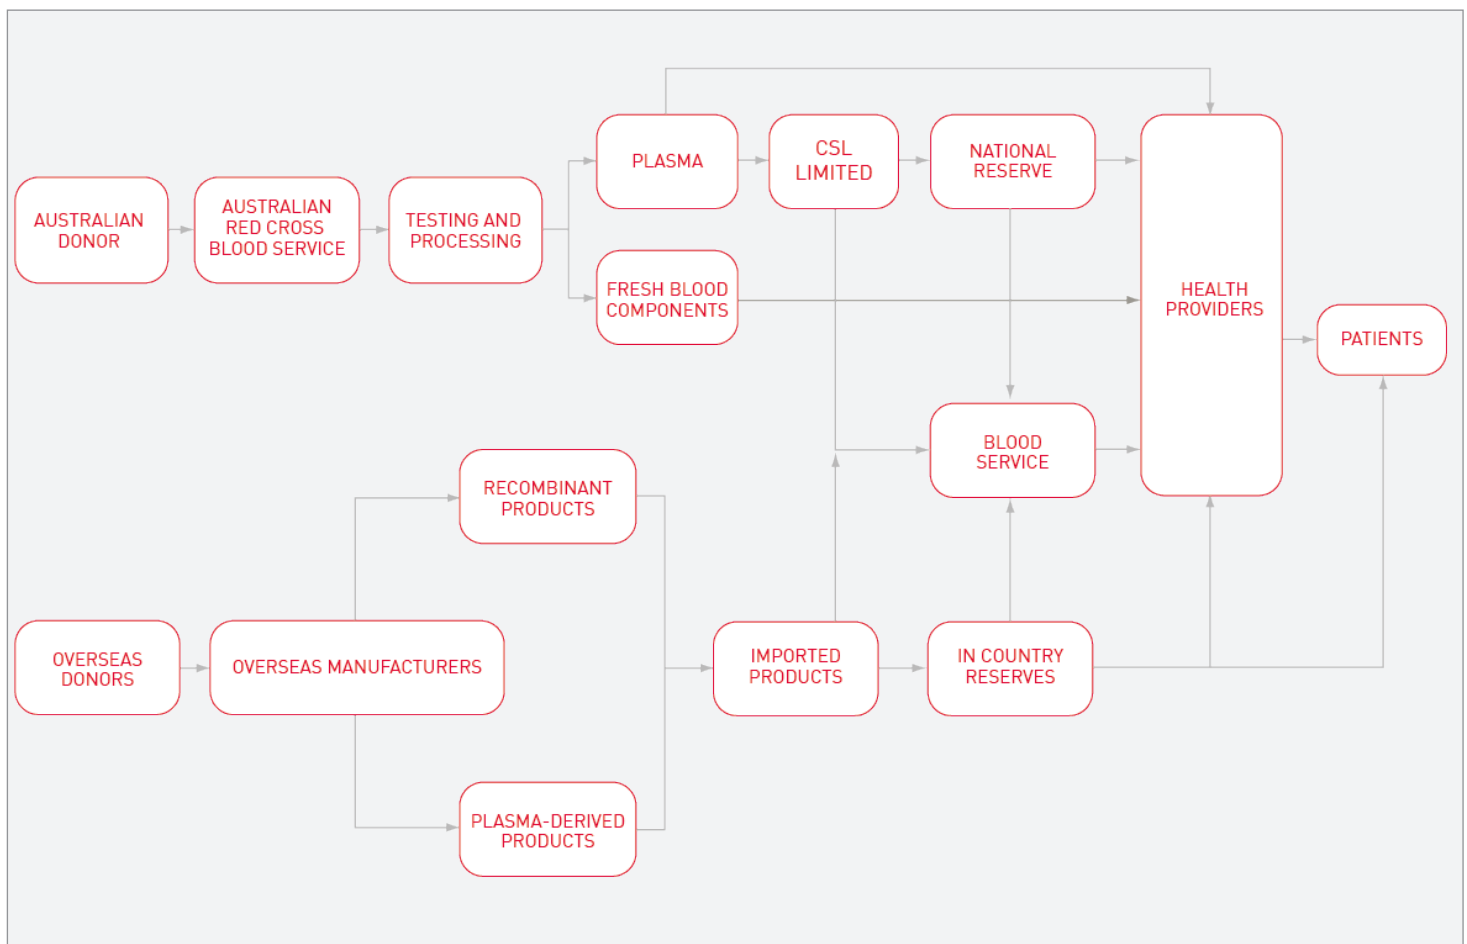 PLASMA
CSL
LIMITED
NATIONAL
RESERVE
AUSTRALIAN
DONOR
AUSTRALIAN
RED CROSS
BLOOD SERVICE
TESTING AND
PROCESSING
FRESH BLOOD
COMPONENTS
HEALTH
PROVIDERS
PATIENTS
BLOOD
SERVICE
RECOMBINANT
PRODUCTS
OVERSEAS
DONORS
OVERSEAS MANUFACTURERS
IMPORTED
PRODUCTS
IN COUNTRY
RESERVES
PLASMA-DERIVED
PRODUCTS